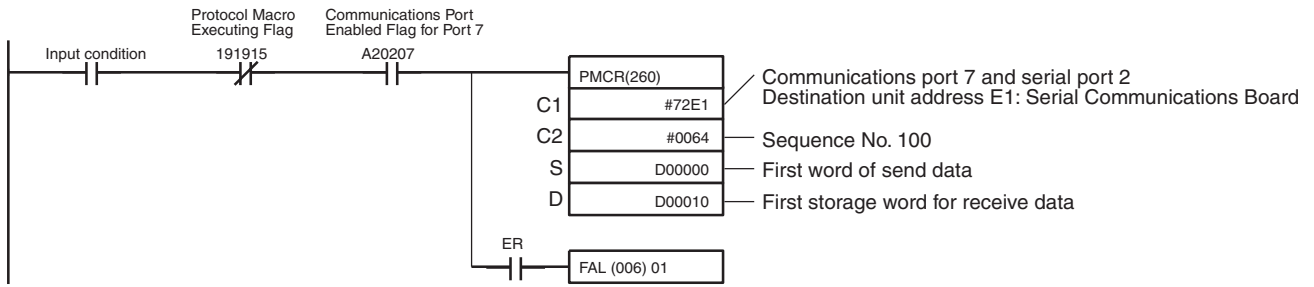 Protocol Macro
Executing Flag
Communications Port
Enabled Flag for Port 7
Input condition
191915
A20207
PMCR(260)
C1
#72E1
Communications port 7 and serial port 2
Destination unit address E1: Serial Communications Board
C2
#0064
Sequence No. 100
S
D00000
First word of send data
D
D00010
First storage word for receive data
ER
FAL (006) 01